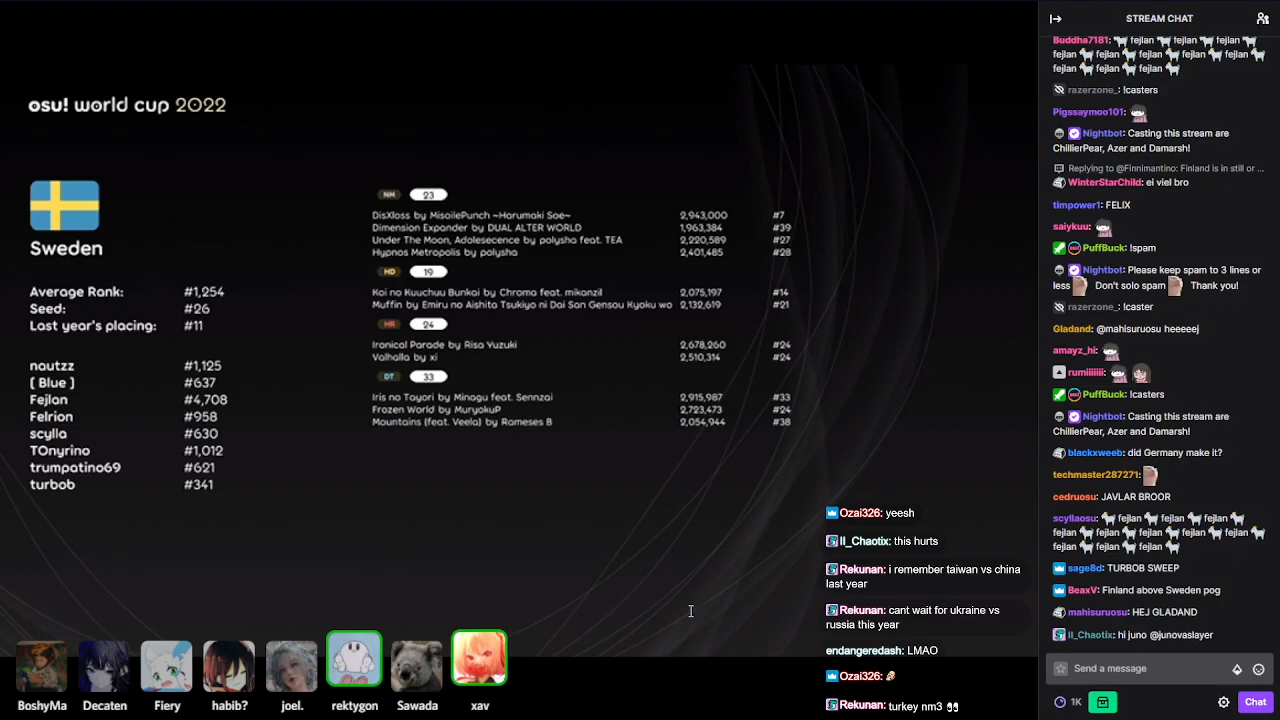 osu! world cup 2022
Sweden
Average Rank: #1,254
Seed: #26
Last year's placing: #11
nautzz #1,125
[ Blue ] #637
Fejlan #4,708
Felrion #958
scylla #630
TOnyrino #1,012
trumpatino69 #621
turbob #341
NM 23
DisXloss by MisoilePunch ~Harumaki Soe~ 2,943,000 #7
Dimension Expander by DUAL ALTER WORLD 1,963,384 #39
Under The Moon, Adolesecence by polysha feat. TEA 2,220,589 #27
Hypnos Metropolis by polysha 2,401,485 #28
HD 19
Koi no Kuuchuu Bunkai by Chroma feat. mikanzil 2,075,197 #14
Muffin by Emiru no Aishita Tsukiyo ni Dai San Gensou Kyoku wo 2,132,619 #21
HR 24
Ironical Parade by Risa Yuzuki 2,678,260 #24
Valhalla by xi 2,510,314 #24
DT 33
Iris no Tayori by Minagu feat. Sennzai 2,915,987 #33
Frozen World by MuryokuP 2,723,473 #24
Mountains (feat. Veela) by Rameses B 2,054,944 #38
Ozai326: yeesh
II_Chaotix: this hurts
Rekunan: i remember taiwan vs china
last year
Rekunan: cant wait for ukraine vs
russia this year
endangeredash: LMAO
Ozai326:
Rekunan: turkey nm3
BoshyMa
Decaten
Fiery
habib?
joel.
rektygon
Sawada
xav
STREAM CHAT
Buddha7181: fejlan fejlan fejlan
fejlan fejlan fejlan fejlan
fejlan fejlan fejlan
razerzone_: !casters
Pigssaymoo101:
Nightbot: Casting this stream are
ChillierPear, Azer and Damarsh!
Replying to @Finnimantino: Finland is in still or ...
WinterStarChild: ei viel bro
timpower1: FELIX
saiykuu:
PuffBuck: !spam
Nightbot: Please keep spam to 3 lines or
less Don't solo spam Thank you!
razerzone_: !caster
Gladand: @mahisuruosu heeeej
amayz_hi:
rumiiiiiii:
PuffBuck: !casters
Nightbot: Casting this stream are
ChillierPear, Azer and Damarsh!
blackxweeb: did Germany make it?
techmaster287271:
cedruosu: JAVLAR BROOR
scyllaosu: fejlan fejlan fejlan
fejlan fejlan fejlan fejlan
fejlan fejlan fejlan
sage8d: TURBOB SWEEP
BeaxV: Finland above Sweden pog
mahisuruosu: HEJ GLADAND
II_Chaotix: hi juno @junovaslayer
Send a message
1K
Chat